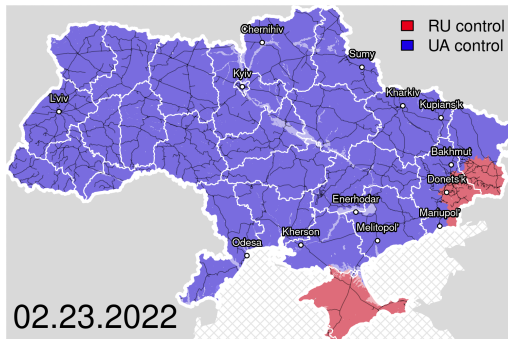 RU control
UA control
Chernihiv
Sumy
Kyiv
L'viv
Kharkiv
Kupians'k
Bakhmut
Donets'k
Enerhodar
Mariupol'
Kherson
Melitopol'
Odesa
02.23.2022